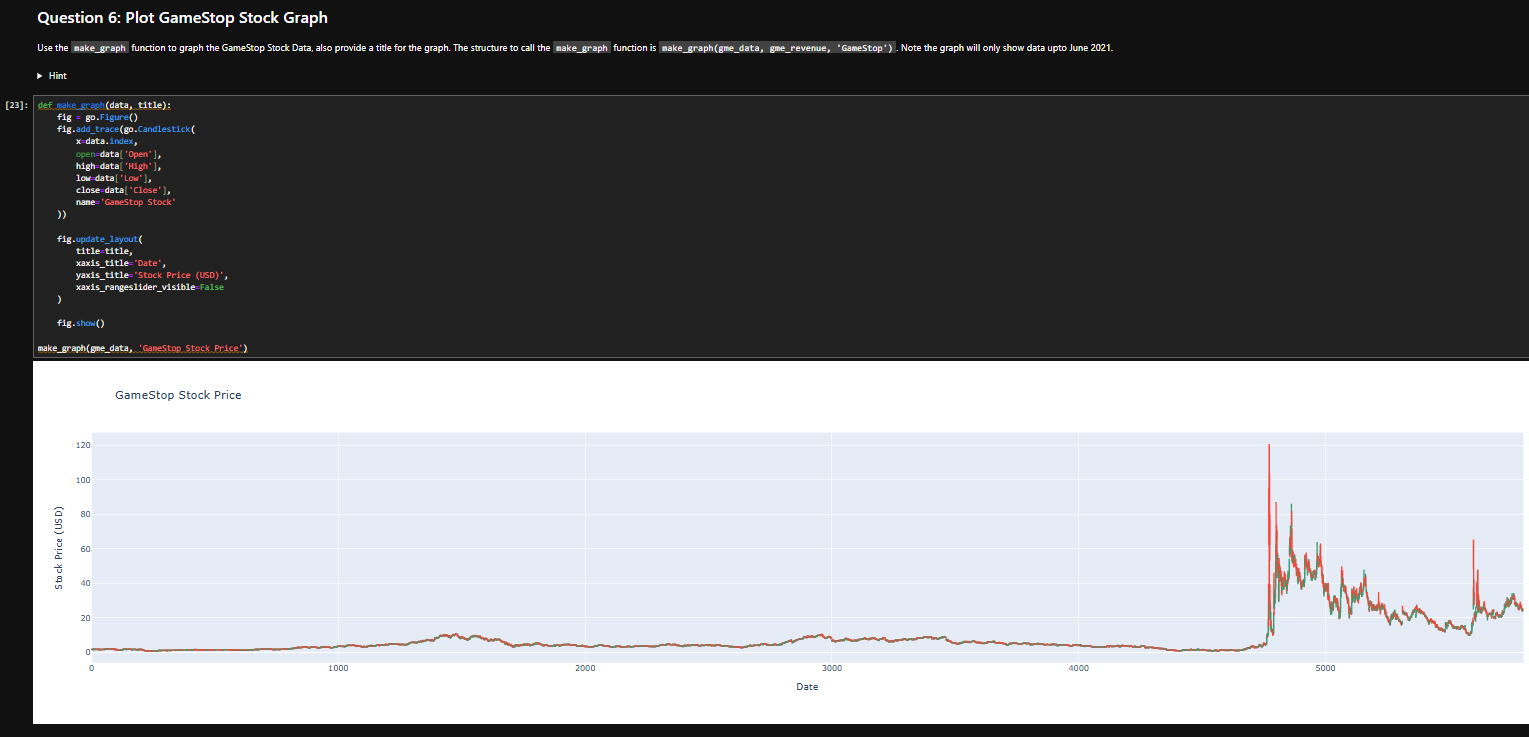 Question 6: Plot GameStop Stock Graph
Use the make_graph function to graph the GameStop Stock Data, also provide a title for the graph. The structure to call the make_graph function is make_graph(gme_data, gme_revenue, 'GameStop'). Note the graph will only show data upto June 2021.
Hint
[23]:
def make_graph(data, title):
    fig = go.Figure()
    fig.add_trace(go.Candlestick(
        x=data.index,
        open=data['Open'],
        high=data['High'],
        low=data['Low'],
        close=data['Close'],
        name='GameStop Stock'
    ))

    fig.update_layout(
        title=title,
        xaxis_title='Date',
        yaxis_title='Stock Price (USD)',
        xaxis_rangeslider_visible=False
    )

    fig.show()

make_graph(gme_data, 'GameStop Stock Price')
GameStop Stock Price
Stock Price (USD)
120
100
80
60
40
20
0
0 1000 2000 3000 4000 5000
Date